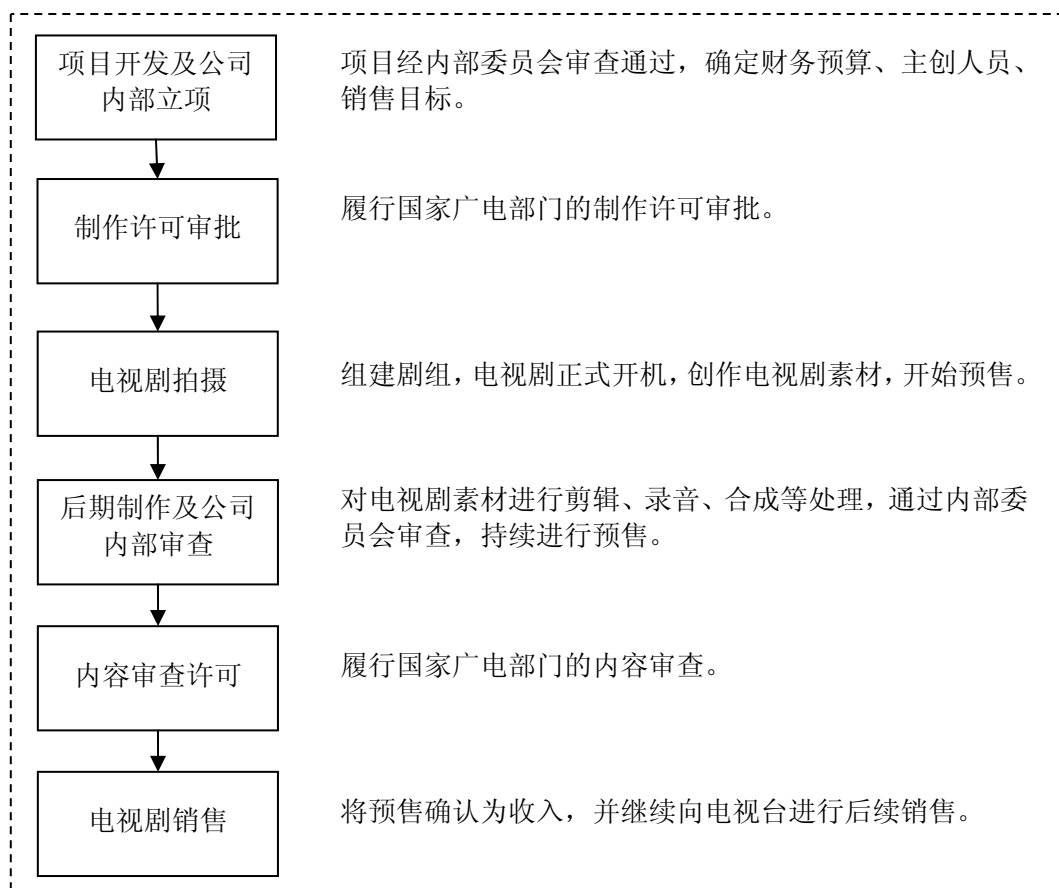 项目开发及公司
内部立项
项目经内部委员会审查通过，确定财务预算、主创人员、
销售目标。
制作许可审批
履行国家广电部门的制作许可审批。
电视剧拍摄
组建剧组，电视剧正式开机，创作电视剧素材，开始预售。
后期制作及公司
内部审查
对电视剧素材进行剪辑、录音、合成等处理，通过内部委
员会审查，持续进行预售。
内容审查许可
履行国家广电部门的内容审查。
电视剧销售
将预售确认为收入，并继续向电视台进行后续销售。